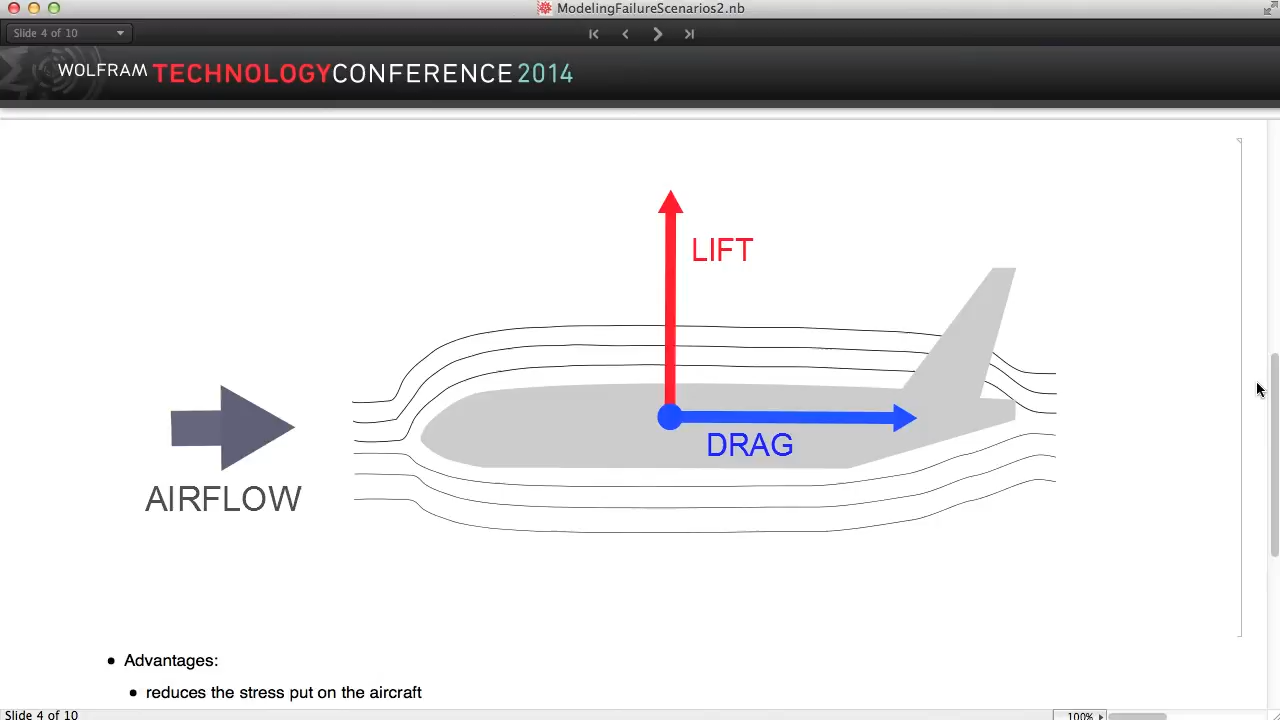 ModelingFailureScenarios2.nb
Slide 4 of 10
WOLFRAM TECHNOLOGYCONFERENCE 2014
LIFT
DRAG
AIRFLOW
• Advantages:
• reduces the stress put on the aircraft
Slide 4 of 10
100%